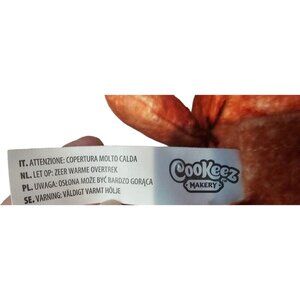 IT. ATTENZIONE: COPERTURA MOLTO CALDA
NL. LET OP: ZEER WARME OVERTREK
PL. UWAGA: OSŁONA MOŻE BYĆ BARDZO GORĄCA
SE. VARNING: VÄLDIGT VARMT HÖLJE
COOKEEZ
MAKERY